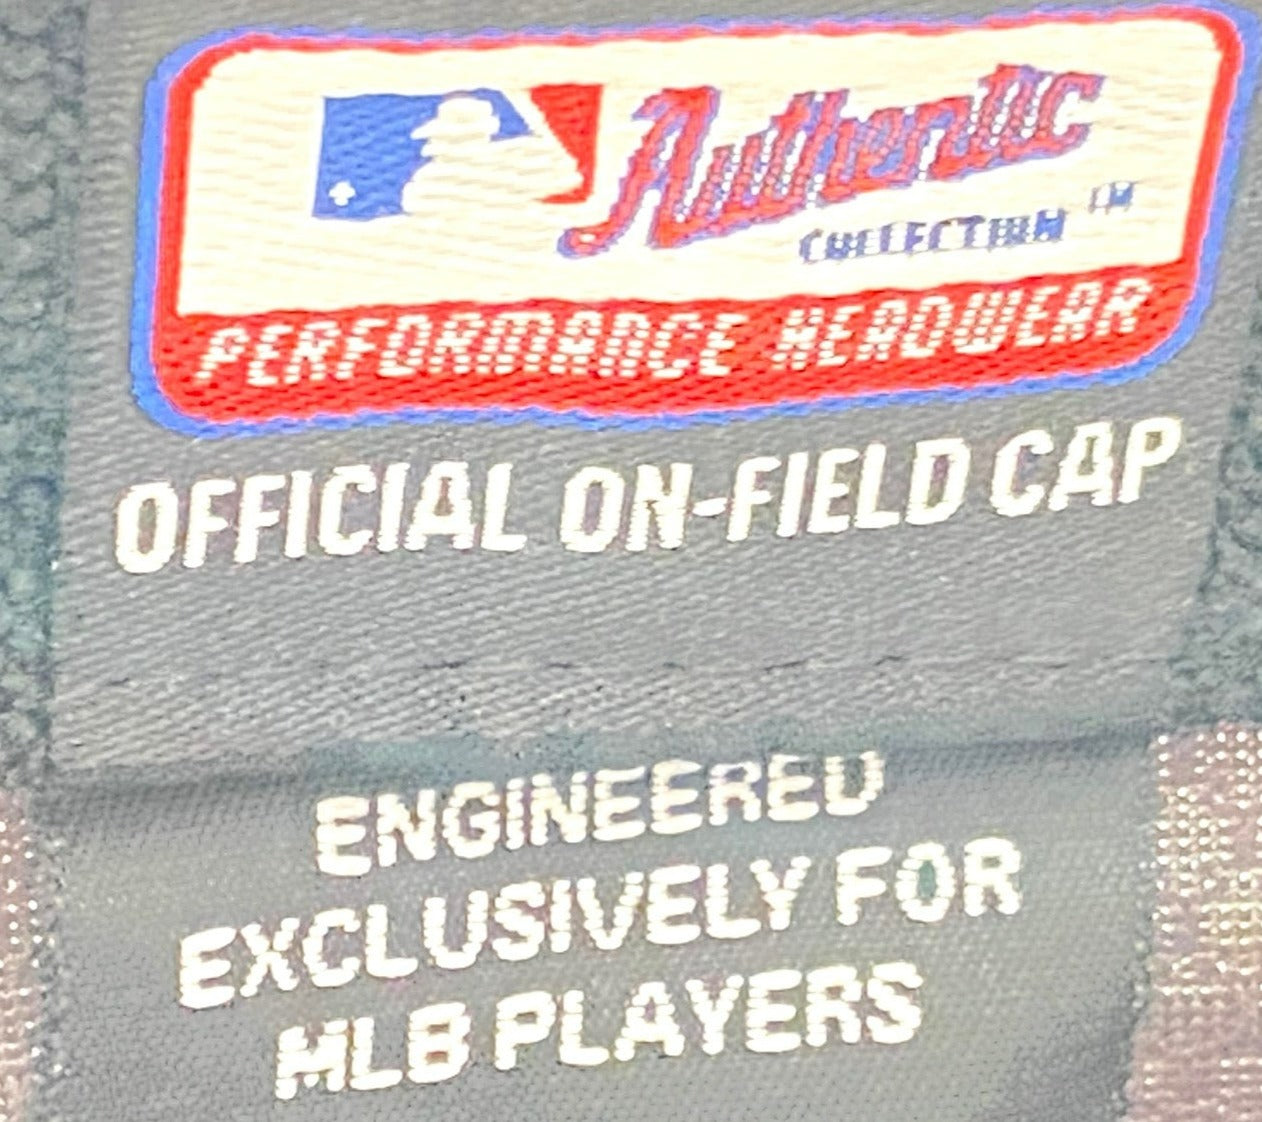 Authentic
COLLECTION ™
PERFORMANCE HEADWEAR
OFFICIAL ON-FIELD CAP
ENGINEERED
EXCLUSIVELY FOR
MLB PLAYERS